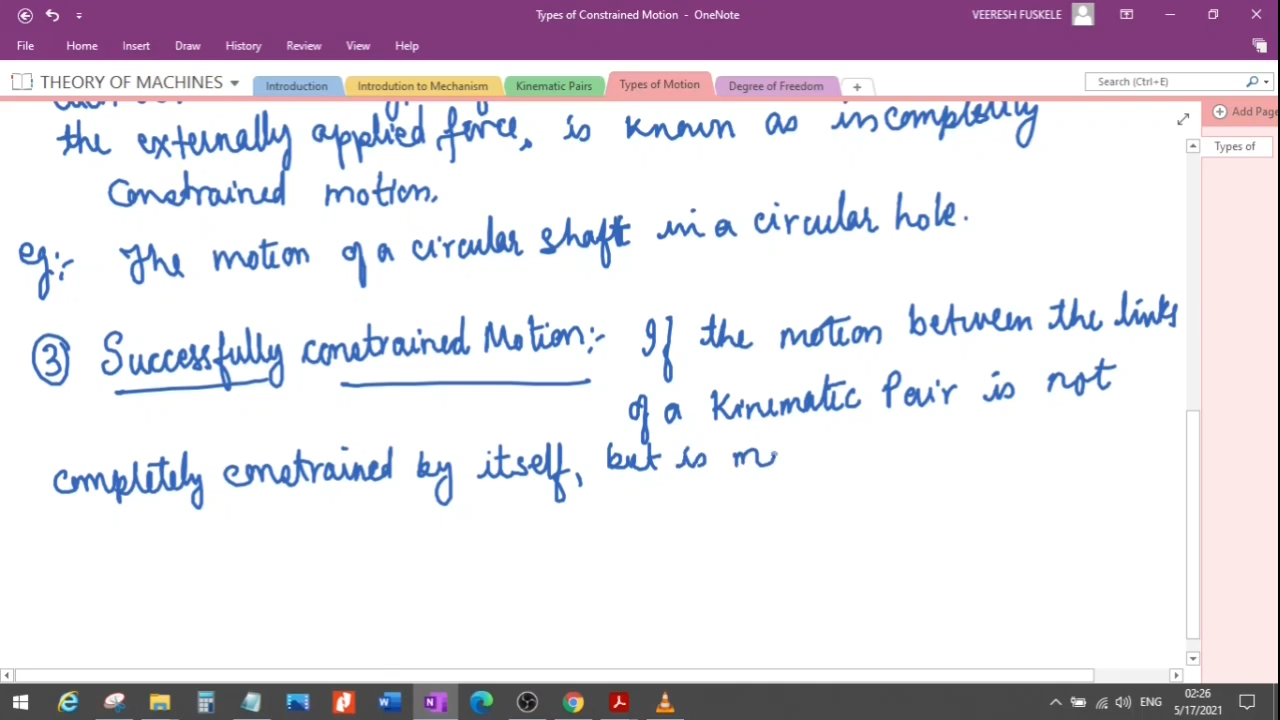 Types of Constrained Motion - OneNote
VEERESH FUSKELE
File Home Insert Draw History Review View Help
THEORY OF MACHINES
Introduction
Introdution to Mechanism
Kinematic Pairs
Types of Motion
Degree of Freedom
Search (Ctrl+E)
Add Page
Types of
the externally applied force, is known as incompletely
Constrained motion.
eg:- The motion of a circular shaft in a circular hole.
③ Successfully constrained Motion:- If the motion between the links
of a Kinematic Pair is not
completely constrained by itself, but is m
ENG
02:26
5/17/2021